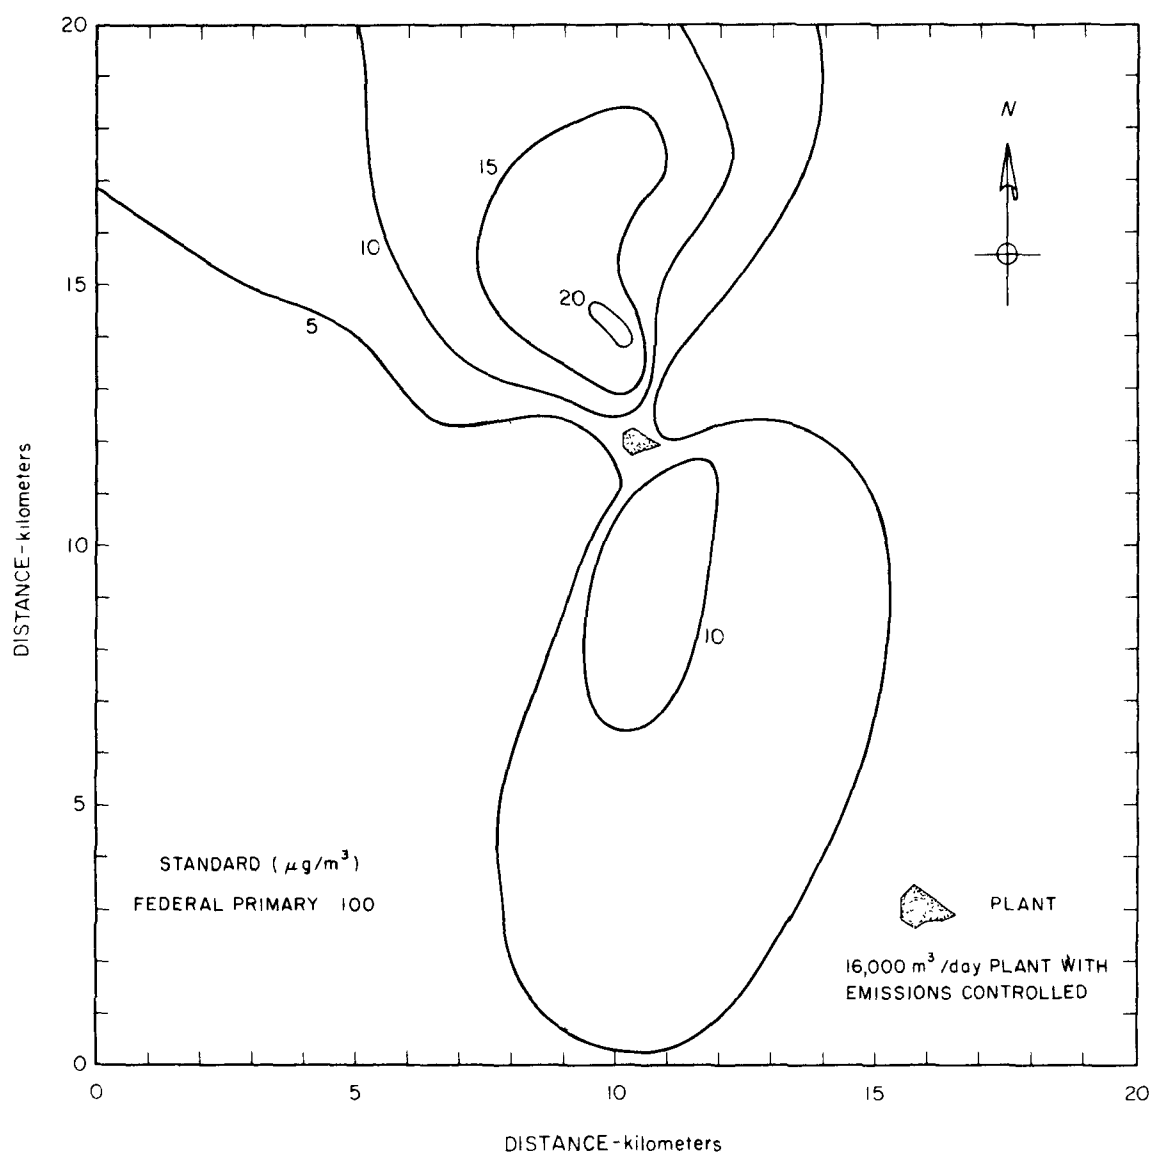 20
N
15
10
15
20
5
10
10
DISTANCE-kilometers
5
STANDARD (μg/m³)
FEDERAL PRIMARY 100
PLANT
16,000 m³/day PLANT WITH
EMISSIONS CONTROLLED
0
0 5 10 15 20
DISTANCE-kilometers